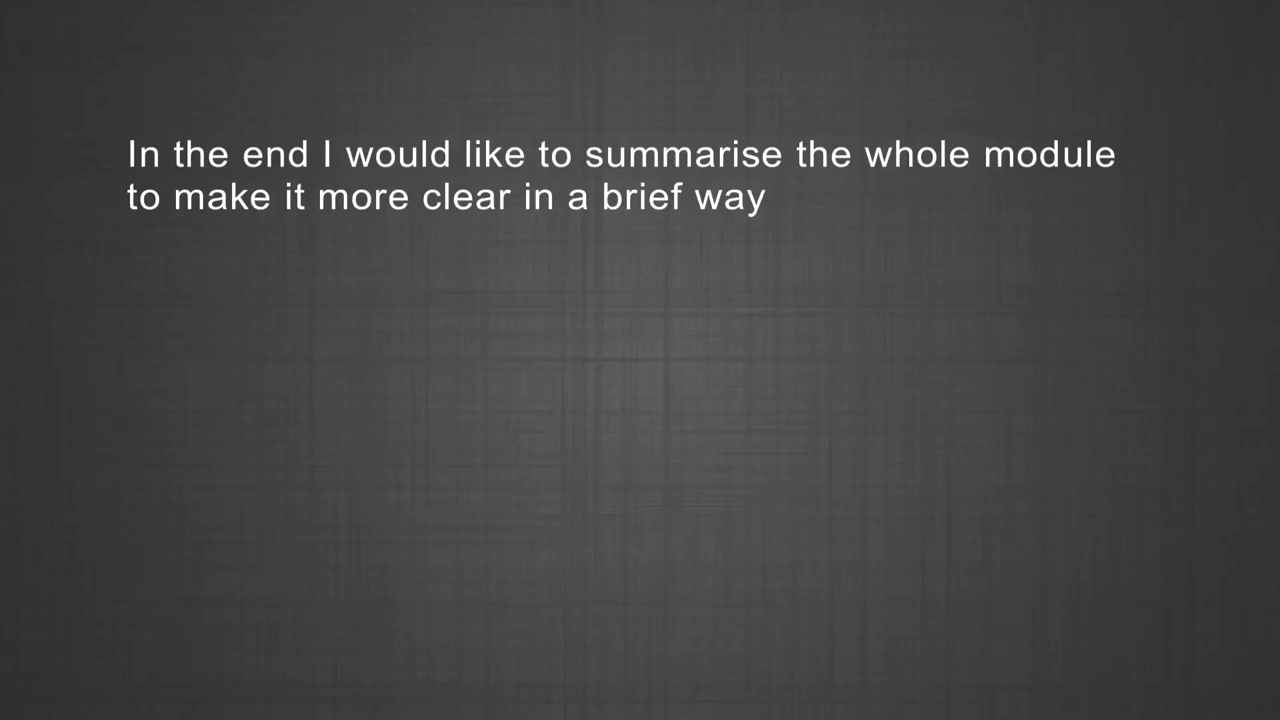 In the end I would like to summarise the whole module
to make it more clear in a brief way